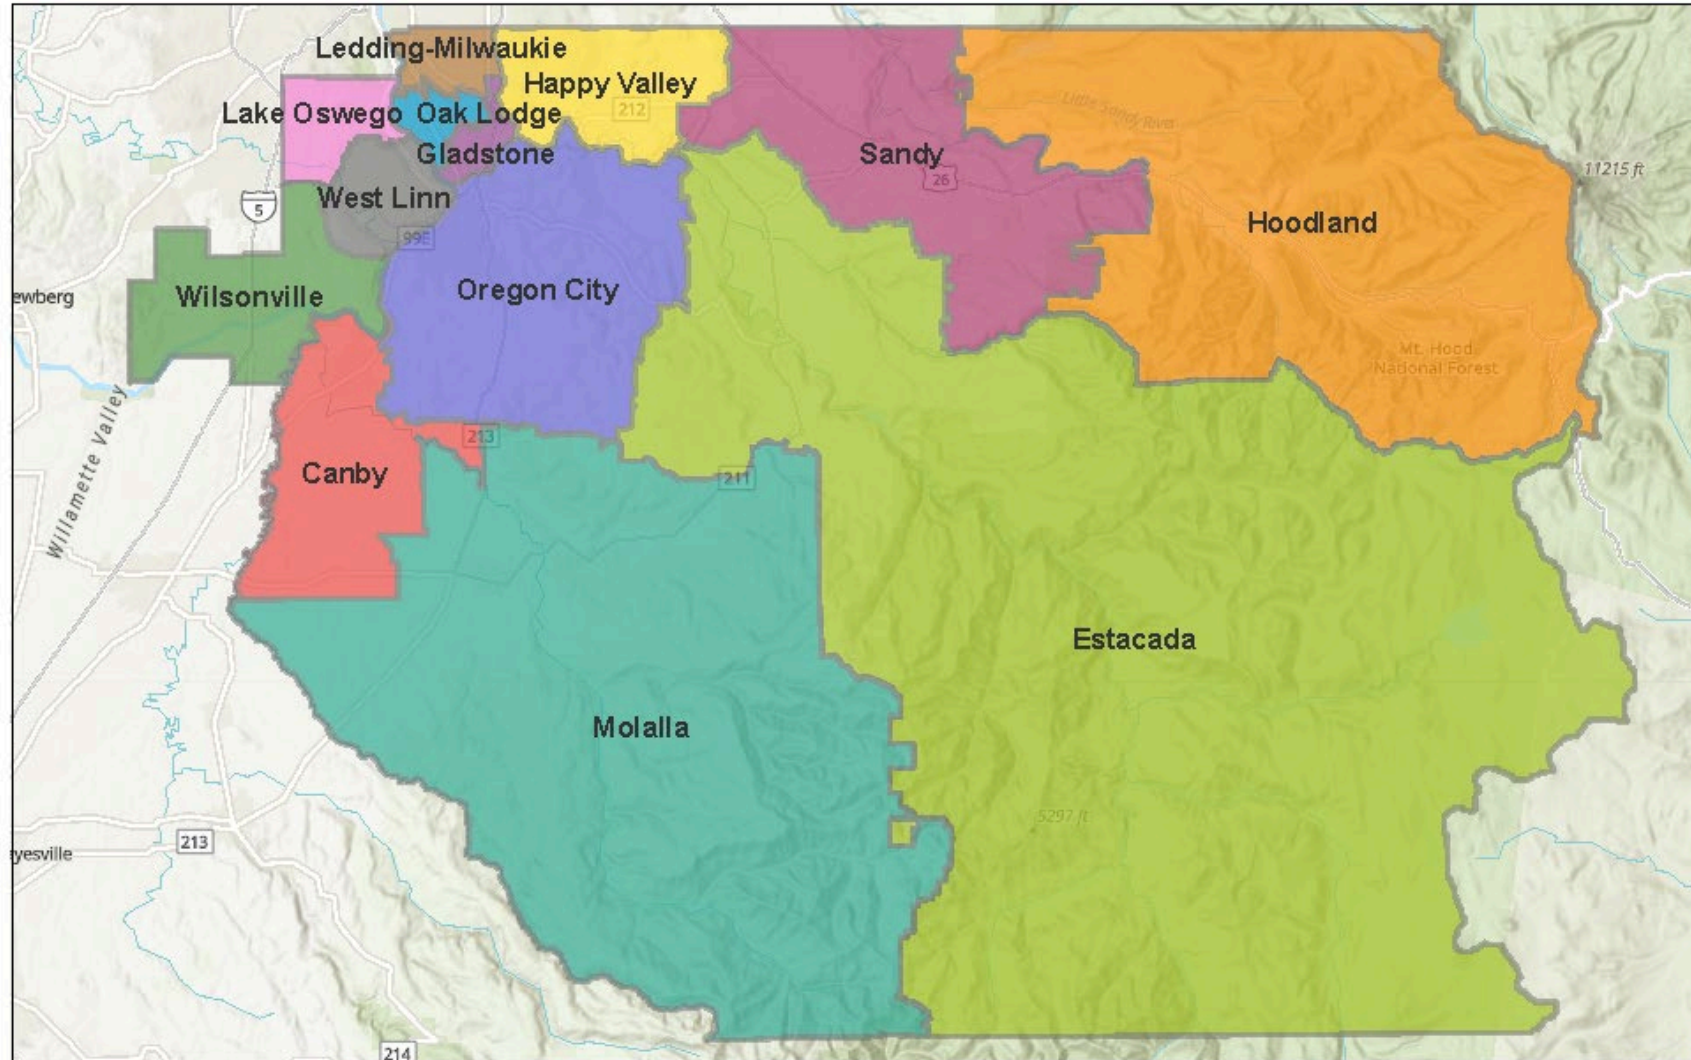 Ledding-Milwaukie
Happy Valley
212
Lake Oswego
Oak Lodge
Little Sandy River
Gladstone
Sandy
26
11215 ft
West Linn
5
99E
Hoodland
Wilsonville
Oregon City
ewberg
Mt. Hood
National Forest
Willamette Valley
213
Canby
211
Estacada
Molalla
5297 ft
213
yesville
214